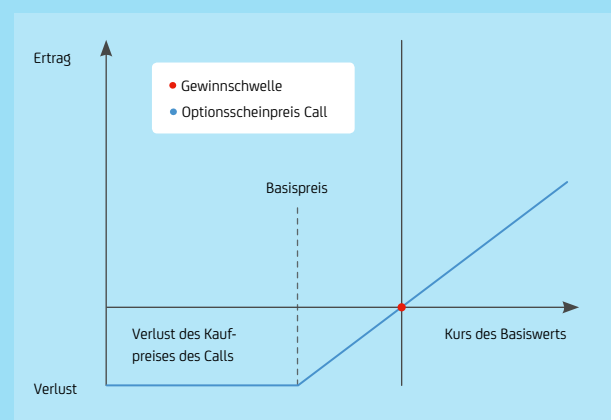 Ertrag
Gewinnschwelle
Optionsscheinpreis Call
Basispreis
Verlust des Kauf-
preises des Calls
Kurs des Basiswerts
Verlust